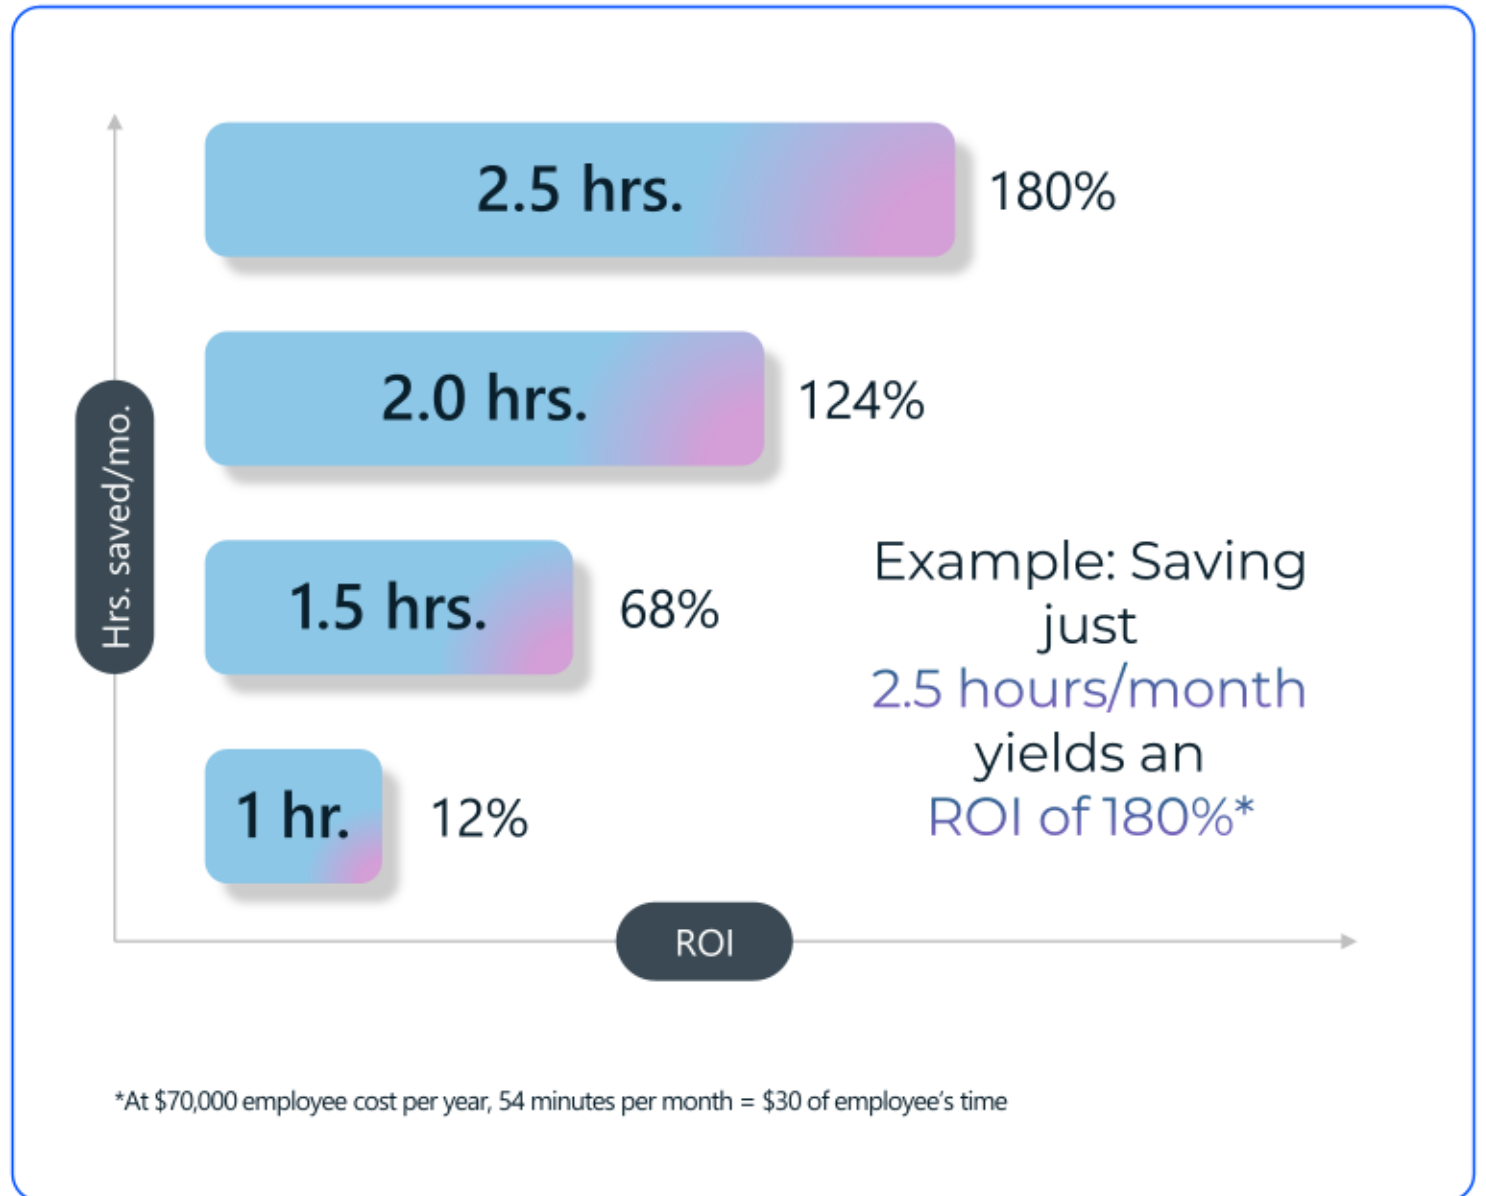 2.5 hrs.
180%
2.0 hrs.
124%
Hrs. saved/mo.
1.5 hrs.
68%
Example: Saving
just
2.5 hours/month
yields an
ROI of 180%*
1 hr.
12%
ROI
*At $70,000 employee cost per year, 54 minutes per month = $30 of employee’s time